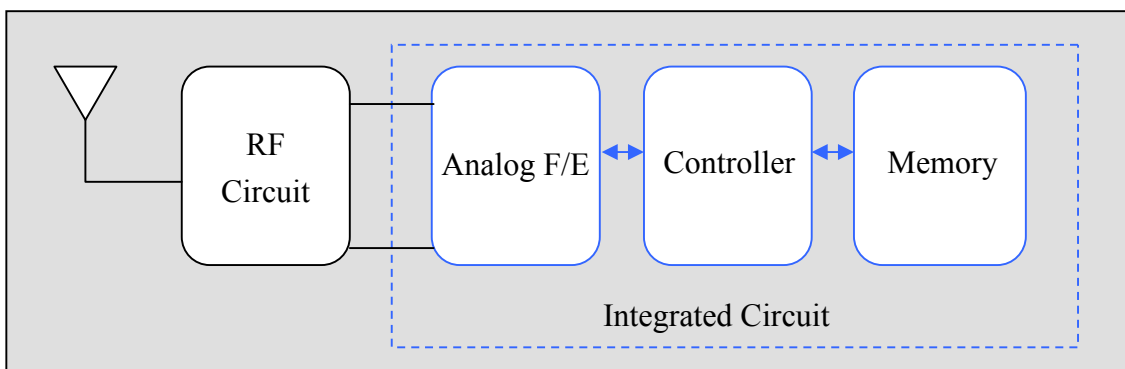 RF
Circuit
Analog F/E
Controller
Memory
Integrated Circuit